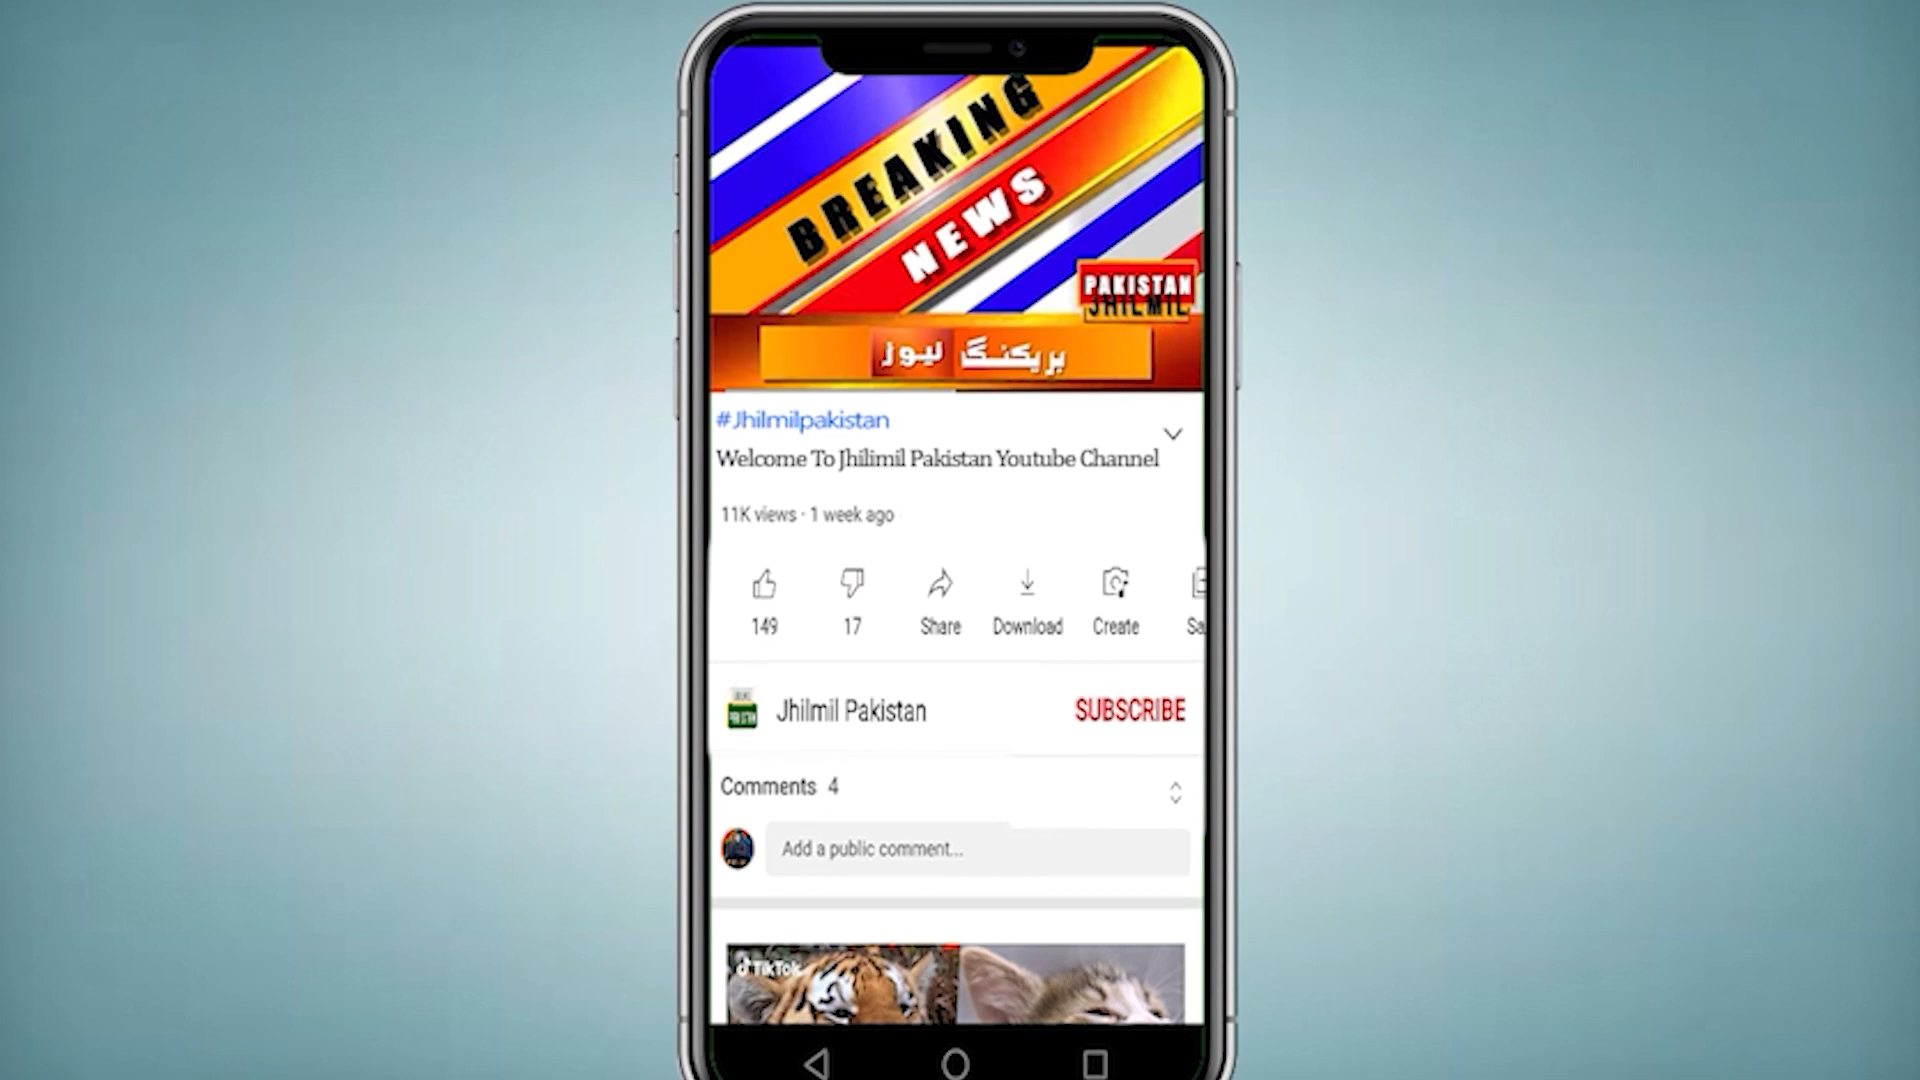 BREAKING
NEWS
PAKISTAN
JHILMIL
بریکنگ نیوز
#Jhilmilpakistan
Welcome To Jhilimil Pakistan Youtube Channel
11K views · 1 week ago
149 17 Share Download Create Sa
Jhilmil Pakistan SUBSCRIBE
Comments 4
Add a public comment...
TikTok